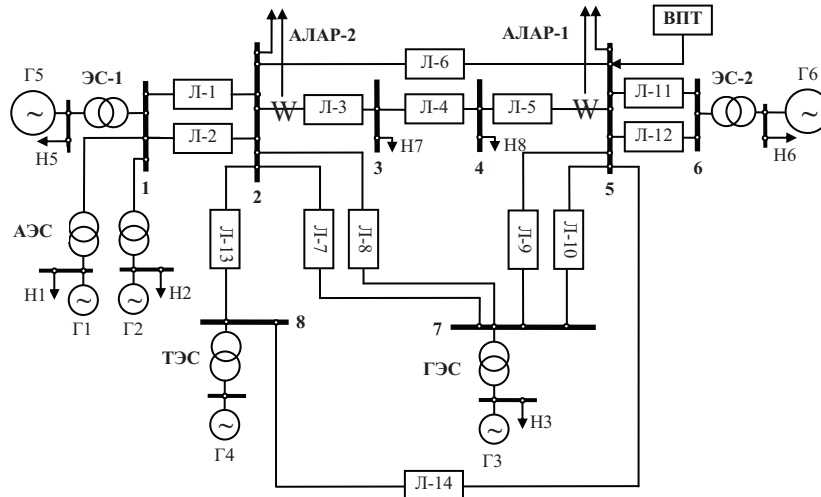 ВПТ
АЛАР-2
АЛАР-1
Г5
ЭС-1
Л-6
ЭС-2
Г6
Л-1
Л-11
~
W
Л-3
Л-4
Л-5
W
~
Л-2
Н7
Н8
Л-12
Н5
Н6
1
2
3
4
5
6
АЭС
Л-13
Л-7
Л-8
Л-9
Л-10
Н1
Н2
~
~
Г1
Г2
8
7
ТЭС
ГЭС
Н3
~
~
Г4
Г3
Л-14